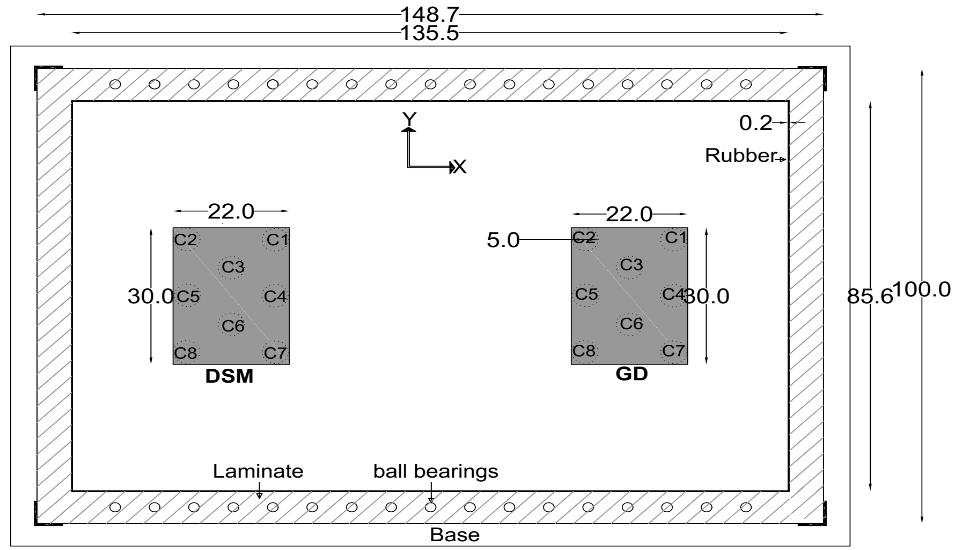 148.7
135.5
Y
0.2
Rubber
X
22.0
22.0
C2 C1
5.0
C2 C1
C3
C3
30.0
C5 C4
C5 C4
30.0
85.6
100.0
C6
C6
C8 C7
C8 C7
DSM
GD
Laminate
ball bearings
Base